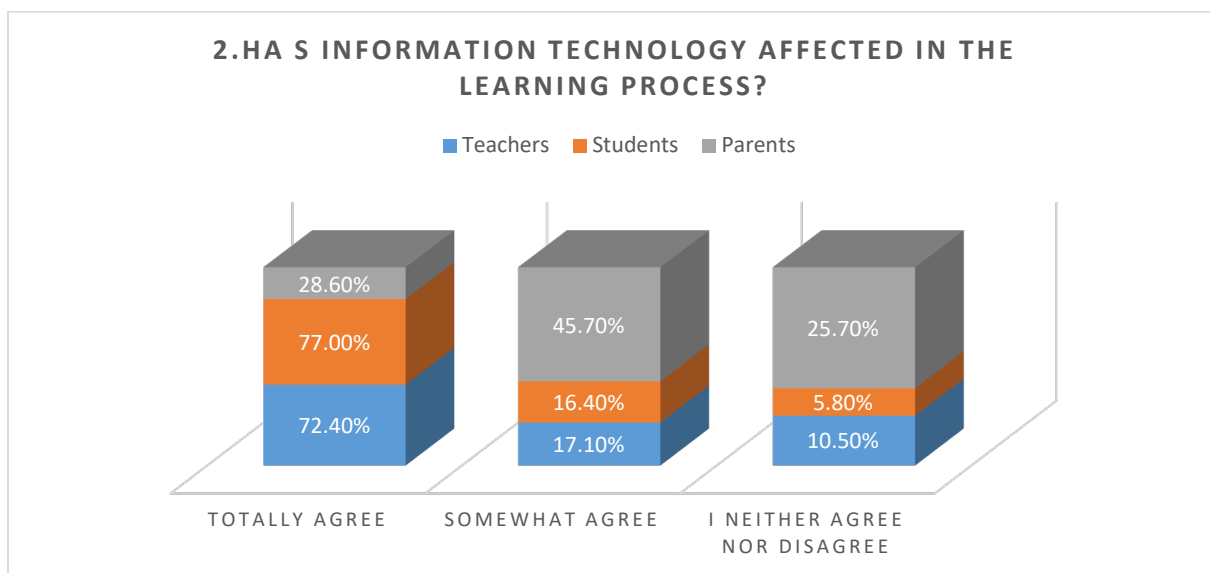 2.HA S INFORMATION TECHNOLOGY AFFECTED IN THE
LEARNING PROCESS?
Teachers Students Parents
28.60%
77.00%
72.40%
45.70%
16.40%
17.10%
25.70%
5.80%
10.50%
TOTALLY AGREE
SOMEWHAT AGREE
I NEITHER AGREE
NOR DISAGREE